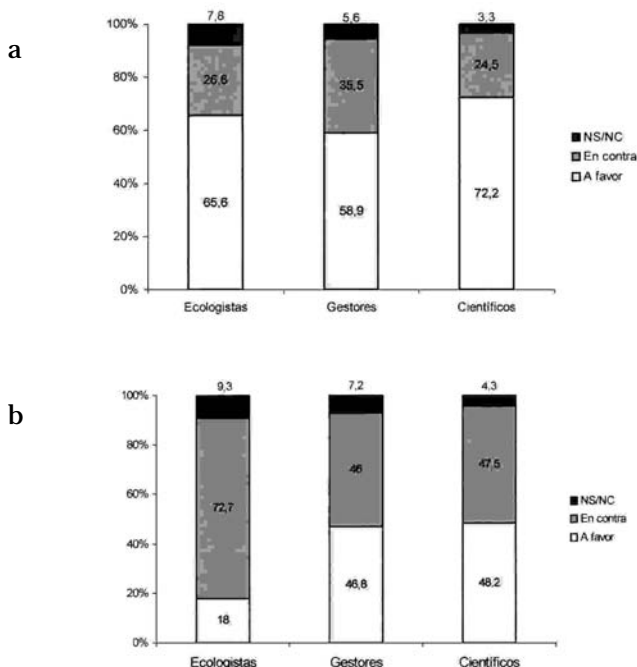 a
7,8 5,6 3,3
100%
80%
60%
40%
20%
0%
26,6 35,5 24,5
65,6 58,9 72,2
Ecologistas Gestores Científicos
NS/NC
En contra
A favor
b
9,3 7,2 4,3
100%
80%
60%
40%
20%
0%
72,7 46 47,5
18 46,6 48,2
Ecologistas Gestores Científicos
NS/NC
En contra
A favor